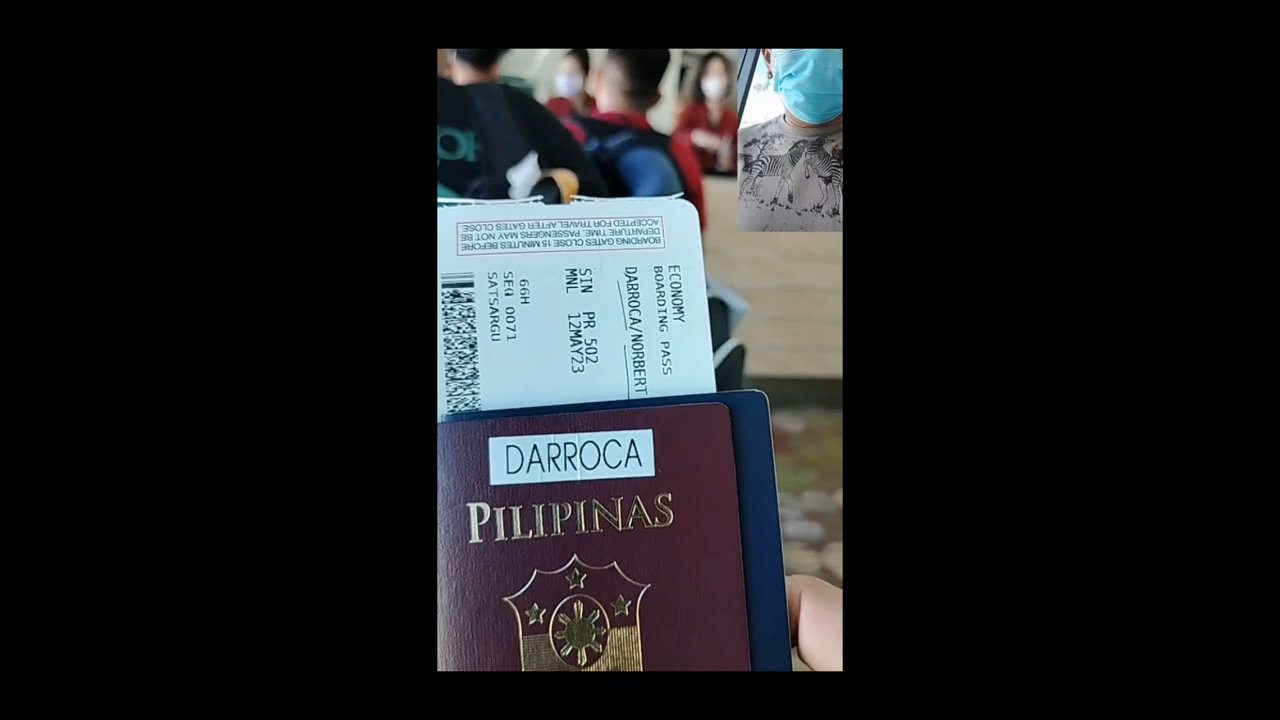 BOARDING GATES CLOSE 15 MINUTES BEFORE
DEPARTURE TIME. PASSENGERS MAY NOT BE
ACCEPTED FOR TRAVEL AFTER GATES CLOSE
ECONOMY
BOARDING PASS
DARROCA/NORBERT
SIN PR 502
MNL 12MAY23
66H
SEQ 0071
SATSARGU
DARROCA
PILIPINAS